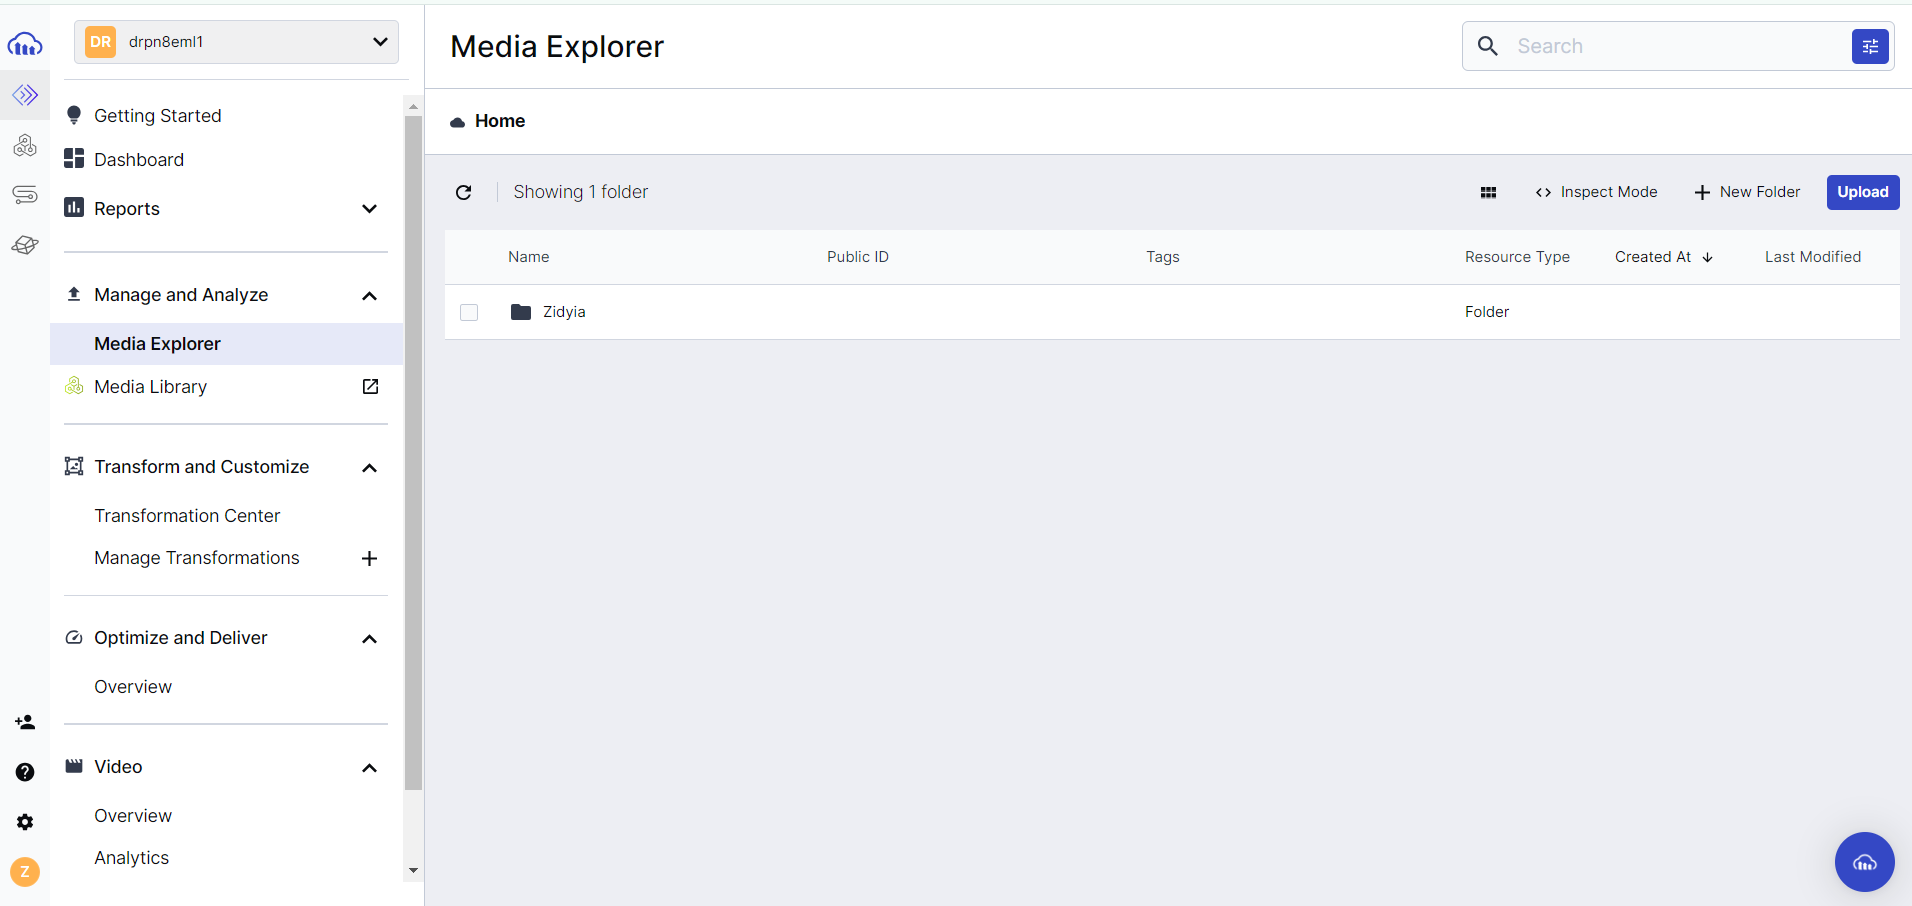 DR drpn8eml1
Getting Started
Dashboard
Reports
Manage and Analyze
Media Explorer
Media Library
Transform and Customize
Transformation Center
Manage Transformations
Optimize and Deliver
Overview
Video
Overview
Analytics
Z
Media Explorer
Search
Home
Showing 1 folder
Inspect Mode
New Folder
Upload
Name Public ID Tags Resource Type Created At Last Modified
Zidyia Folder